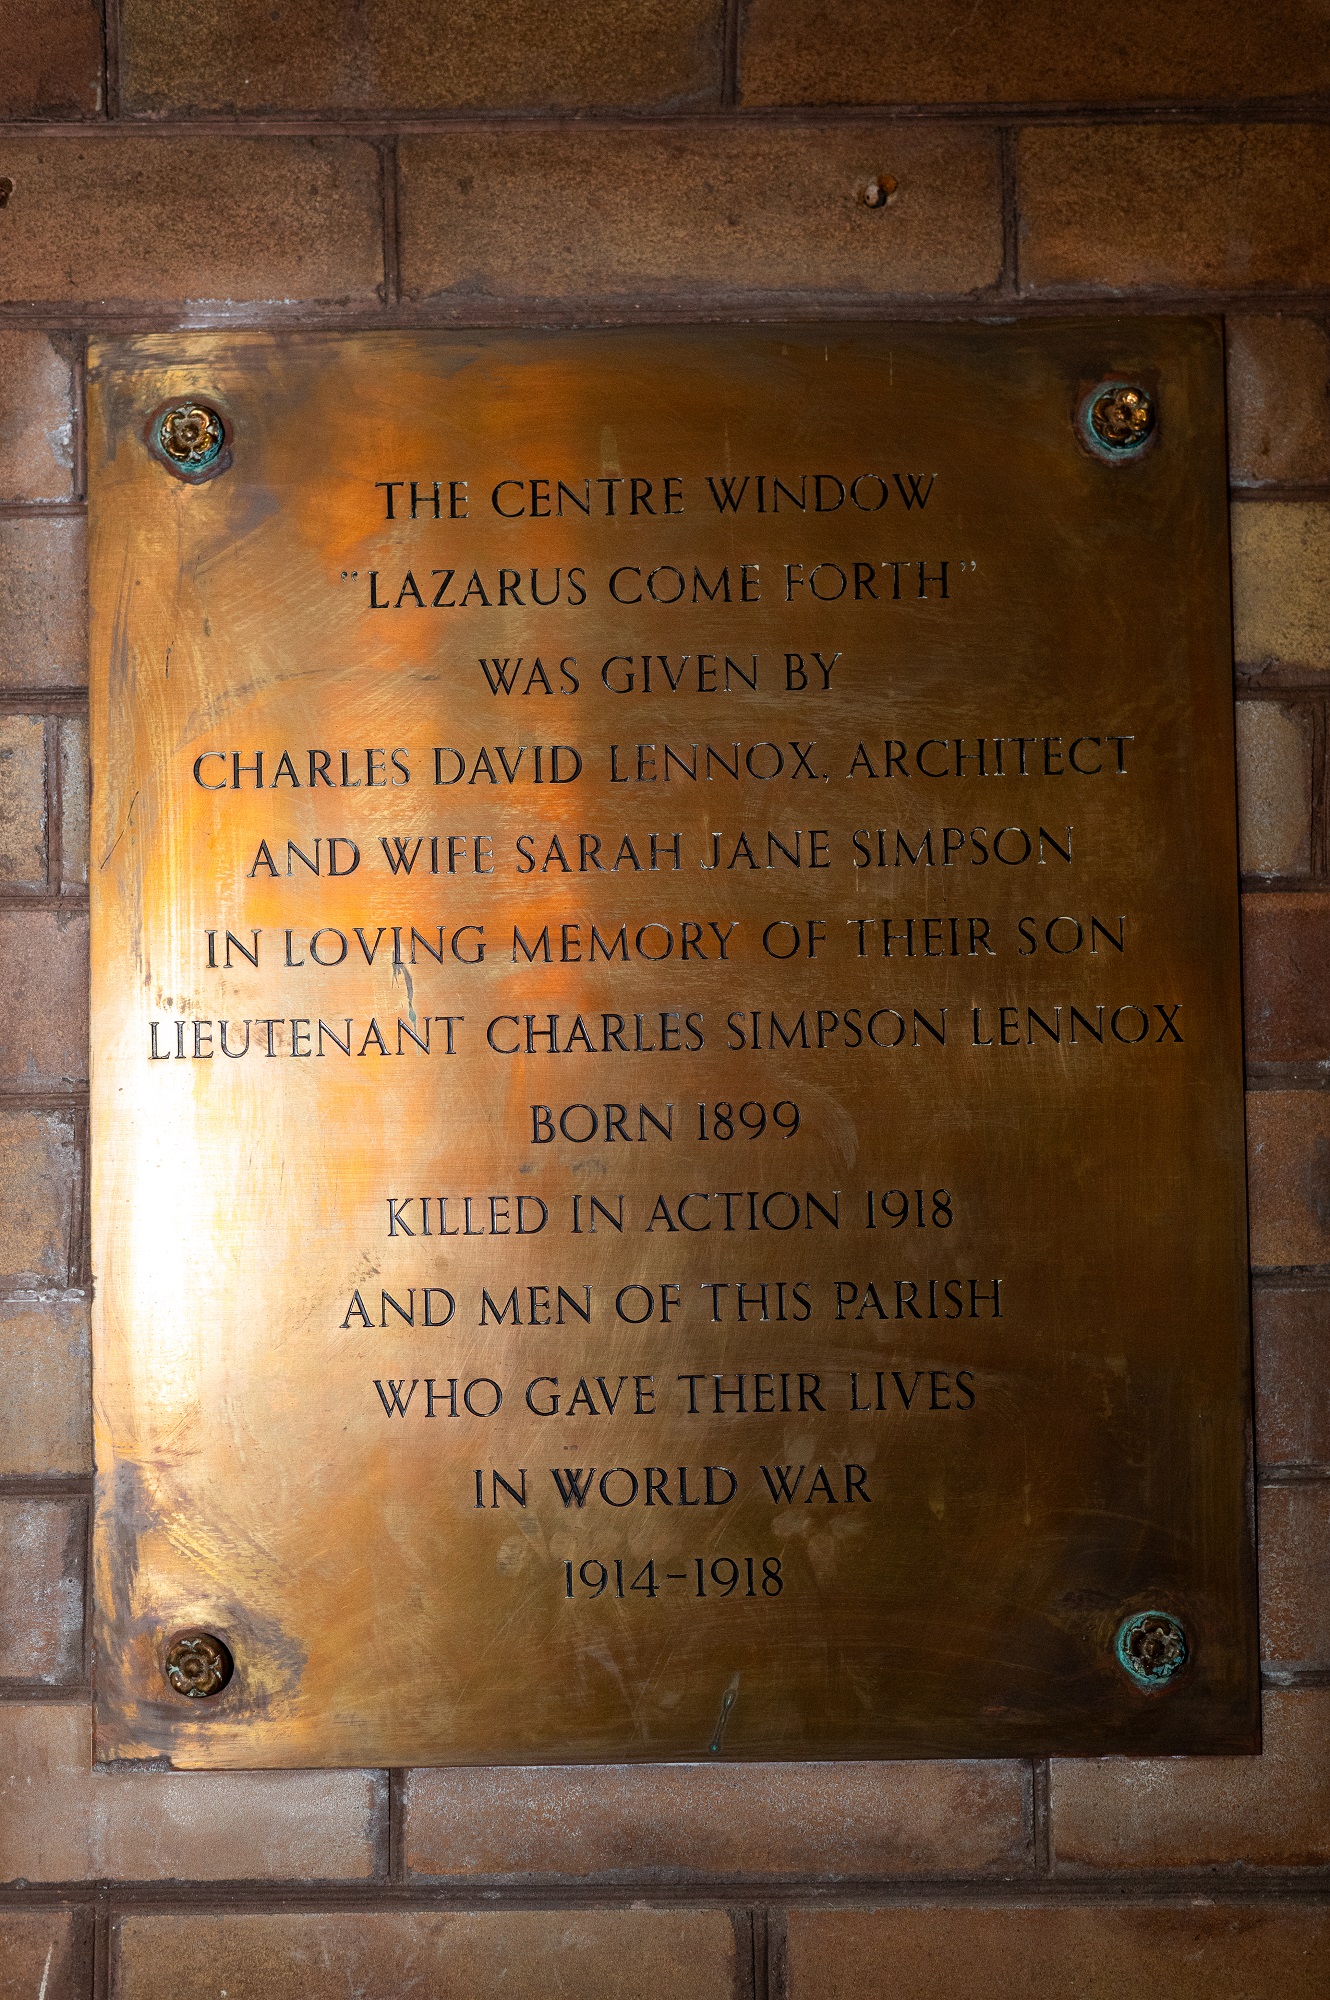 THE CENTRE WINDOW
"LAZARUS COME FORTH"
WAS GIVEN BY
CHARLES DAVID LENNOX, ARCHITECT
AND WIFE SARAH JANE SIMPSON
IN LOVING MEMORY OF THEIR SON
LIEUTENANT CHARLES SIMPSON LENNOX
BORN 1899
KILLED IN ACTION 1918
AND MEN OF THIS PARISH
WHO GAVE THEIR LIVES
IN WORLD WAR
1914-1918